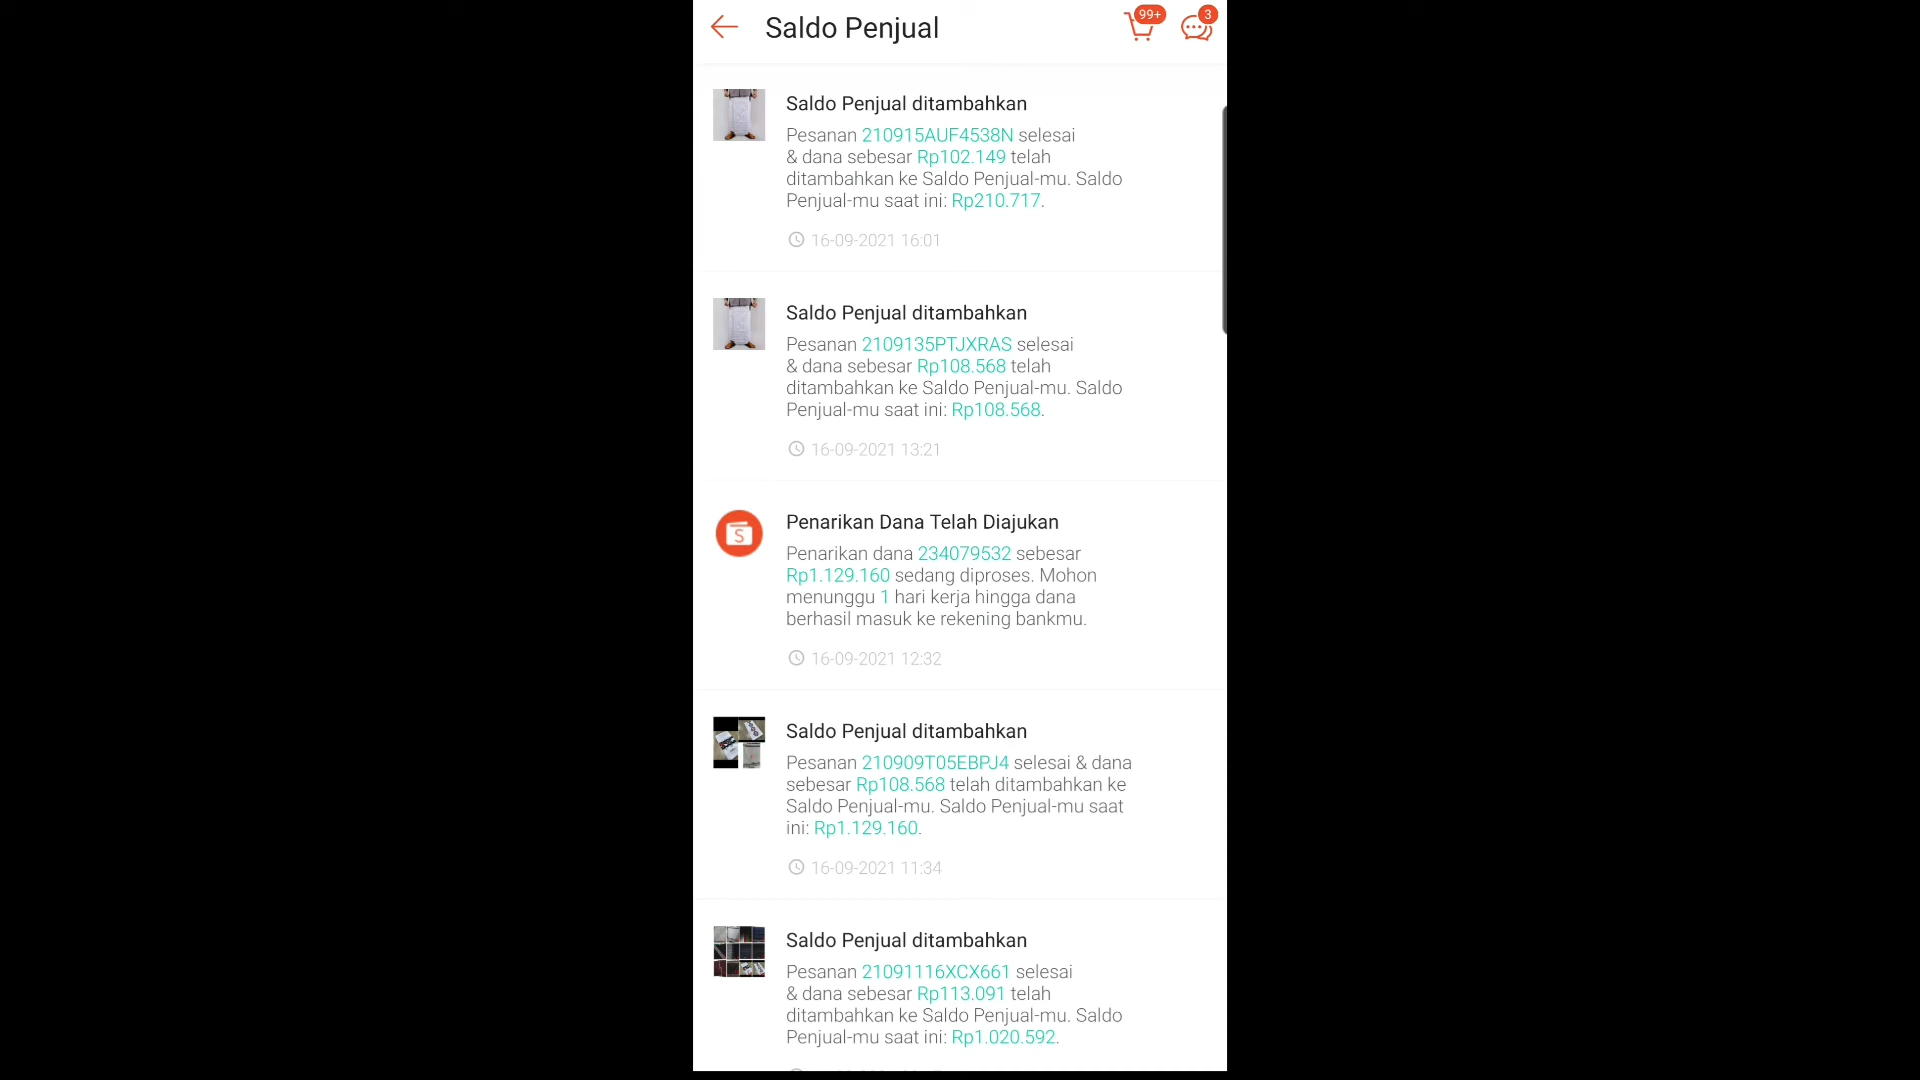 Saldo Penjual
99+
3
Saldo Penjual ditambahkan
Pesanan 210915AUF4538N selesai
& dana sebesar Rp102.149 telah
ditambahkan ke Saldo Penjual-mu. Saldo
Penjual-mu saat ini: Rp210.717.
16-09-2021 16:01
Saldo Penjual ditambahkan
Pesanan 2109135PTJXRAS selesai
& dana sebesar Rp108.568 telah
ditambahkan ke Saldo Penjual-mu. Saldo
Penjual-mu saat ini: Rp108.568.
16-09-2021 13:21
Penarikan Dana Telah Diajukan
Penarikan dana 234079532 sebesar
Rp1.129.160 sedang diproses. Mohon
menunggu 1 hari kerja hingga dana
berhasil masuk ke rekening bankmu.
16-09-2021 12:32
Saldo Penjual ditambahkan
Pesanan 210909T05EBPJ4 selesai & dana
sebesar Rp108.568 telah ditambahkan ke
Saldo Penjual-mu. Saldo Penjual-mu saat
ini: Rp1.129.160.
16-09-2021 11:34
Saldo Penjual ditambahkan
Pesanan 21091116XCX661 selesai
& dana sebesar Rp113.091 telah
ditambahkan ke Saldo Penjual-mu. Saldo
Penjual-mu saat ini: Rp1.020.592.